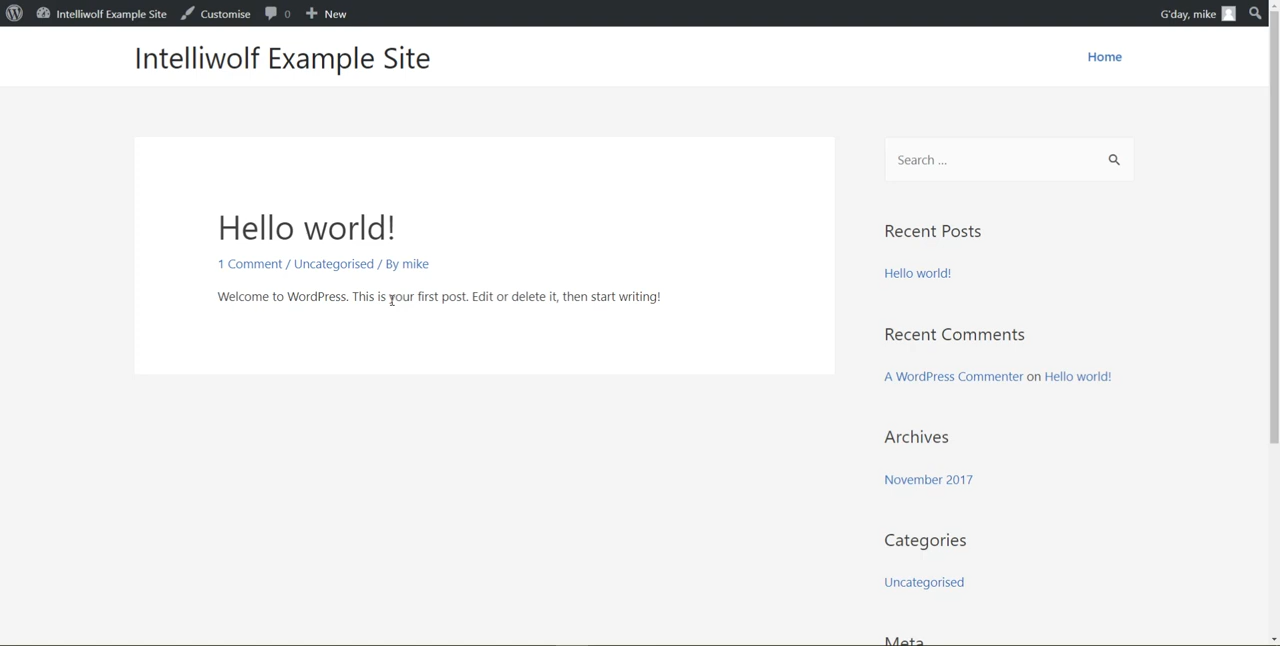 Intelliwolf Example Site Customise 0 New G'day, mike
Intelliwolf Example Site
Home
Hello world!
1 Comment / Uncategorised / By mike
Welcome to WordPress. This is your first post. Edit or delete it, then start writing!
Search ...
Recent Posts
Hello world!
Recent Comments
A WordPress Commenter on Hello world!
Archives
November 2017
Categories
Uncategorised
Meta